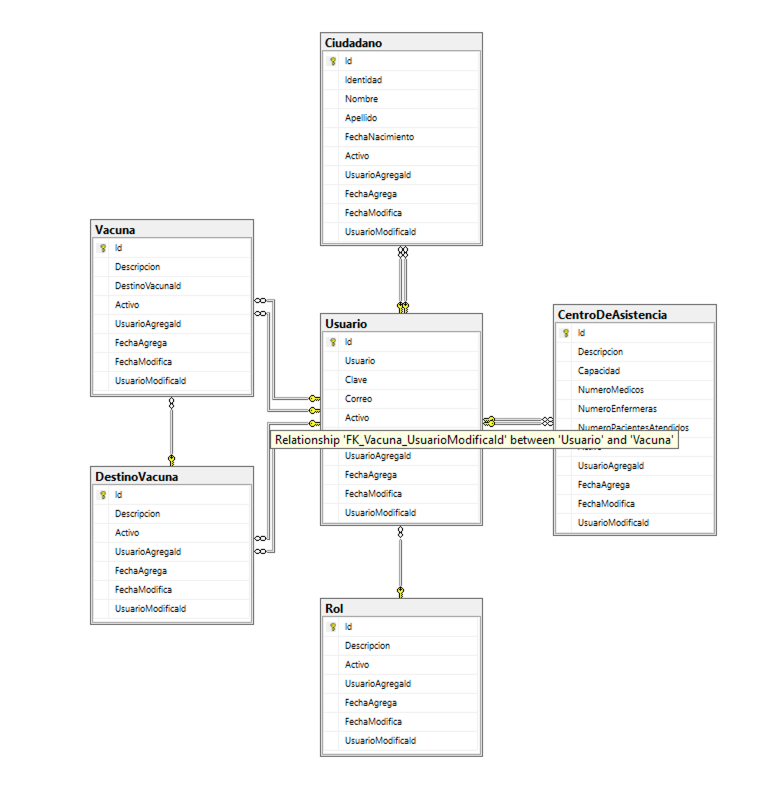 Ciudadano
Id
Identidad
Nombre
Apellido
FechaNacimiento
Activo
UsuarioAgregaId
FechaAgrega
FechaModifica
UsuarioModificaId
Vacuna
Id
Descripcion
DestinoVacunaId
Activo
UsuarioAgregaId
FechaAgrega
FechaModifica
UsuarioModificaId
Usuario
Id
Usuario
Clave
Correo
Activo
Relationship 'FK_Vacuna_UsuarioModificaId' between 'Usuario' and 'Vacuna'
UsuarioAgregaId
FechaAgrega
FechaModifica
UsuarioModificaId
CentroDeAsistencia
Id
Descripcion
Capacidad
NumeroMedicos
NumeroEnfermeras
NumeroPacientesAtendidos
Activo
UsuarioAgregaId
FechaAgrega
FechaModifica
UsuarioModificaId
DestinoVacuna
Id
Descripcion
Activo
UsuarioAgregaId
FechaAgrega
FechaModifica
UsuarioModificaId
Rol
Id
Descripcion
Activo
UsuarioAgregaId
FechaAgrega
FechaModifica
UsuarioModificaId